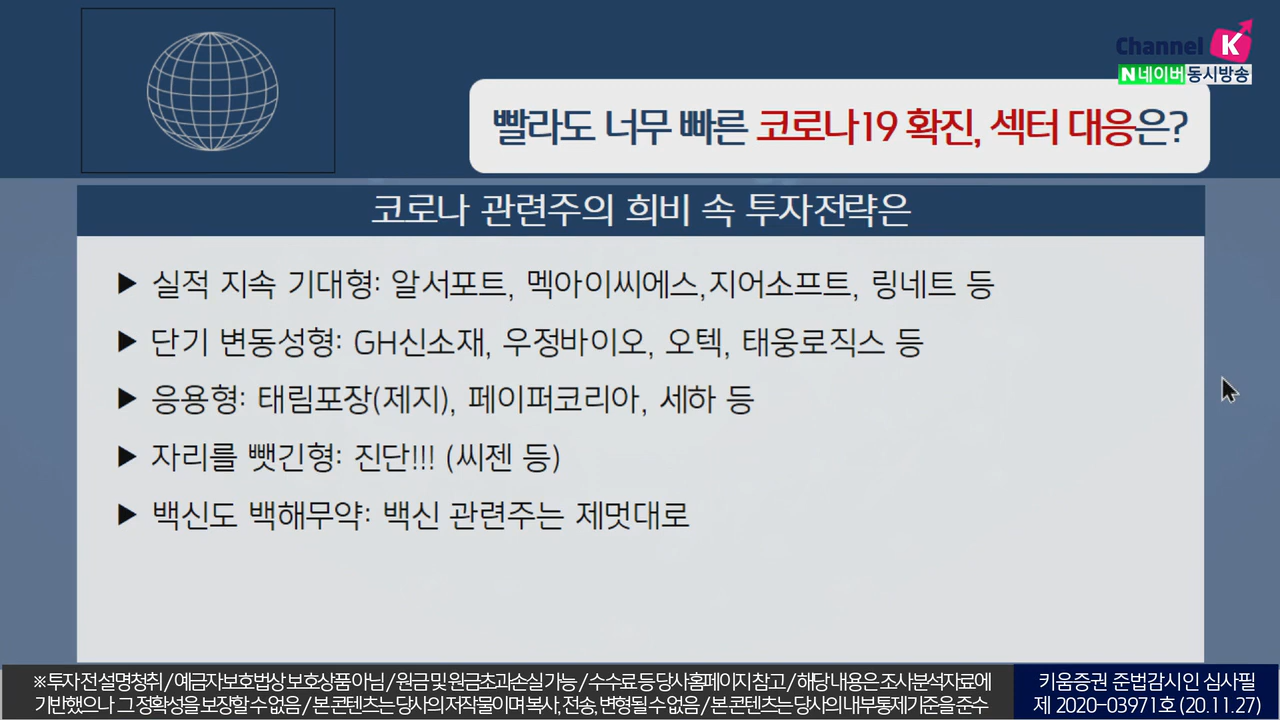 Channel K
N 네이버 동시방송
빨라도 너무 빠른 코로나19 확진, 섹터 대응은?
코로나 관련주의 희비 속 투자전략은
▶ 실적 지속 기대형: 알서포트, 멕아이씨에스,지어소프트, 링네트 등
▶ 단기 변동성형: GH신소재, 우정바이오, 오텍, 태웅로직스 등
▶ 응용형: 태림포장(제지), 페이퍼코리아, 세하 등
▶ 자리를 뺏긴형: 진단!!! (씨젠 등)
▶ 백신도 백해무약: 백신 관련주는 제멋대로
※ 투자 전 설명청취 / 예금자보호법상 보호상품 아님 / 원금 및 원금초과손실 가능 / 수수료 등 당사홈페이지 참고 / 해당 내용은 조사분석자료에
기반했으나 그 정확성을 보장할 수 없음 / 본 콘텐츠는 당사의 저작물이며 복사, 전송, 변형될 수 없음 / 본 콘텐츠는 당사의 내부통제기준을 준수
키움증권 준법감시인 심사필
제 2020-03971호 (20.11.27)